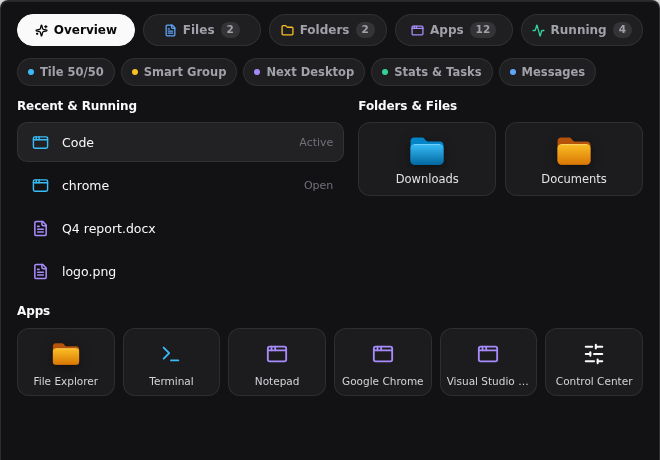 Overview
Files 2
Folders 2
Apps 12
Running 4
Tile 50/50
Smart Group
Next Desktop
Stats & Tasks
Messages
Recent & Running
Code Active
chrome Open
Q4 report.docx
logo.png
Folders & Files
Downloads
Documents
Apps
File Explorer
Terminal
Notepad
Google Chrome
Visual Studio ...
Control Center